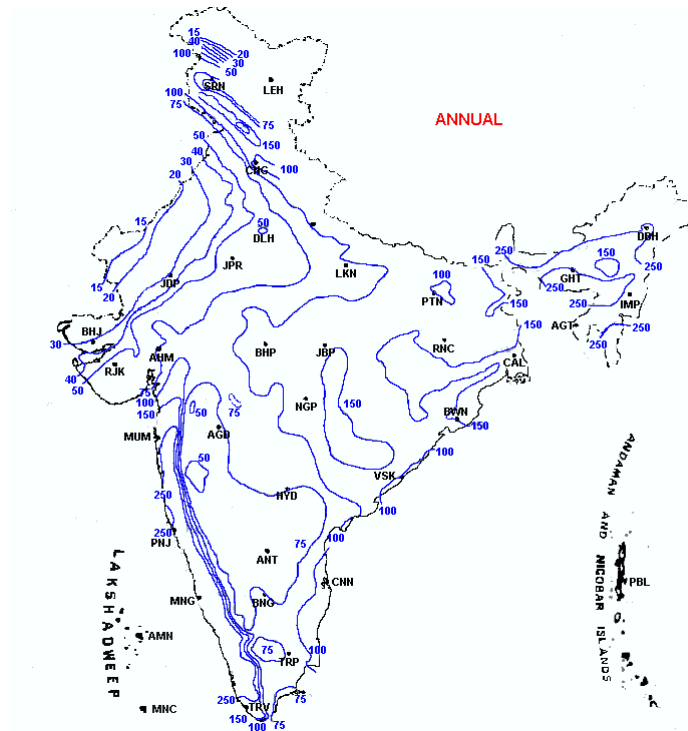 15
40
100
20
30
50
SRN
LEH
100
75
75
150
ANNUAL
50
40
30
20
100
CHG
15
50
DLH
DBH
JPR
LKN
250
150
150
GHT
250
JDP
15
20
100
PTN
150
150
250
IMP
AGT
250
250
BHJ
30
RJK
40
50
AHM
BHP
JBP
RNC
150
CAL
75
100
150
50
75
NGP
150
BWN
150
MUM
AGD
50
100
VSK
250
HYD
100
250
PNJ
100
75
ANT
CNN
PBL
MNG
BNG
AMN
75
TRP
100
MNC
250
TRV
150
100
75
75
LAKSHADWEEP
ANDAMAN AND NICOBAR ISLANDS